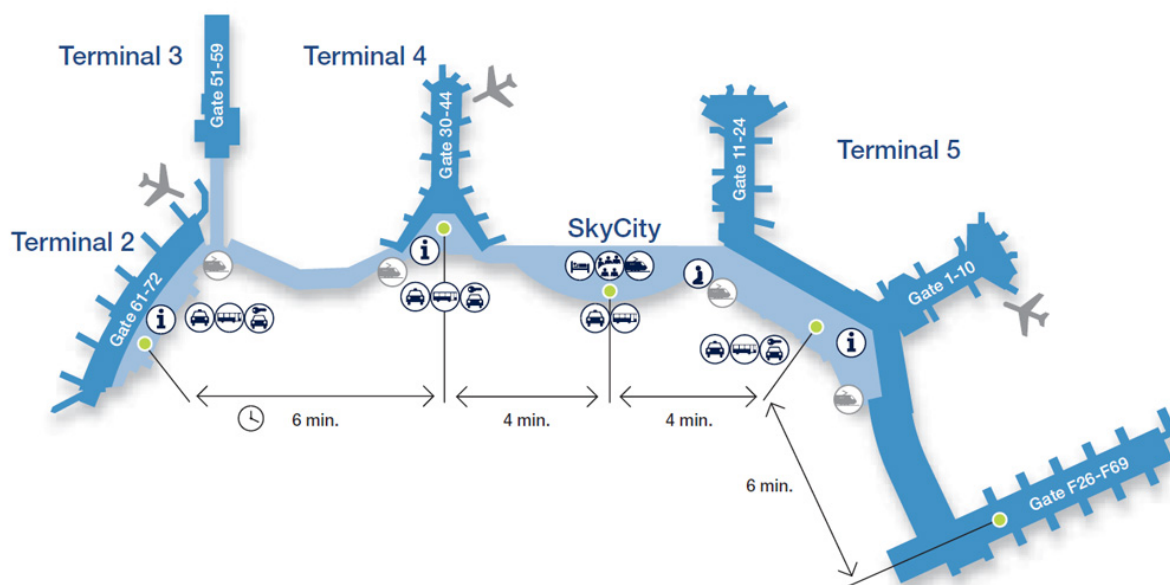 Terminal 3
Gate 51-59
Terminal 4
Gate 30-44
Gate 11-24
Terminal 5
Terminal 2
Gate 61-72
SkyCity
Gate 1-10
i
i
i
i
6 min.
4 min.
4 min.
6 min.
Gate F26-F69